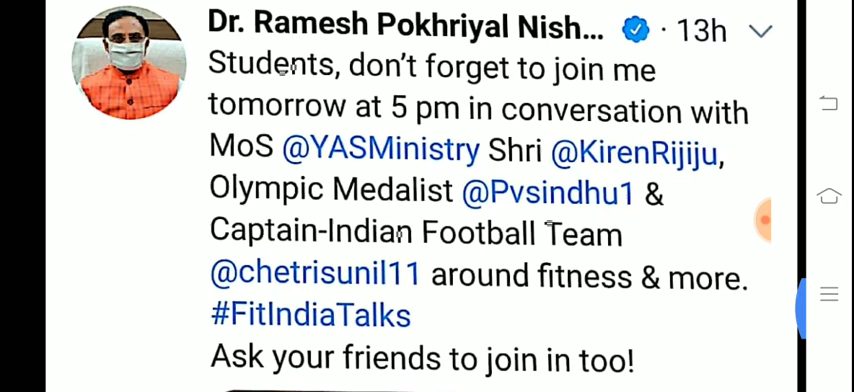 Dr. Ramesh Pokhriyal Nish... · 13h
Students, don't forget to join me
tomorrow at 5 pm in conversation with
MoS @YASMinistry Shri @KirenRijiju,
Olympic Medalist @Pvsindhu1 &
Captain-Indian Football Team
@chetrisunil11 around fitness & more.
#FitIndiaTalks
Ask your friends to join in too!